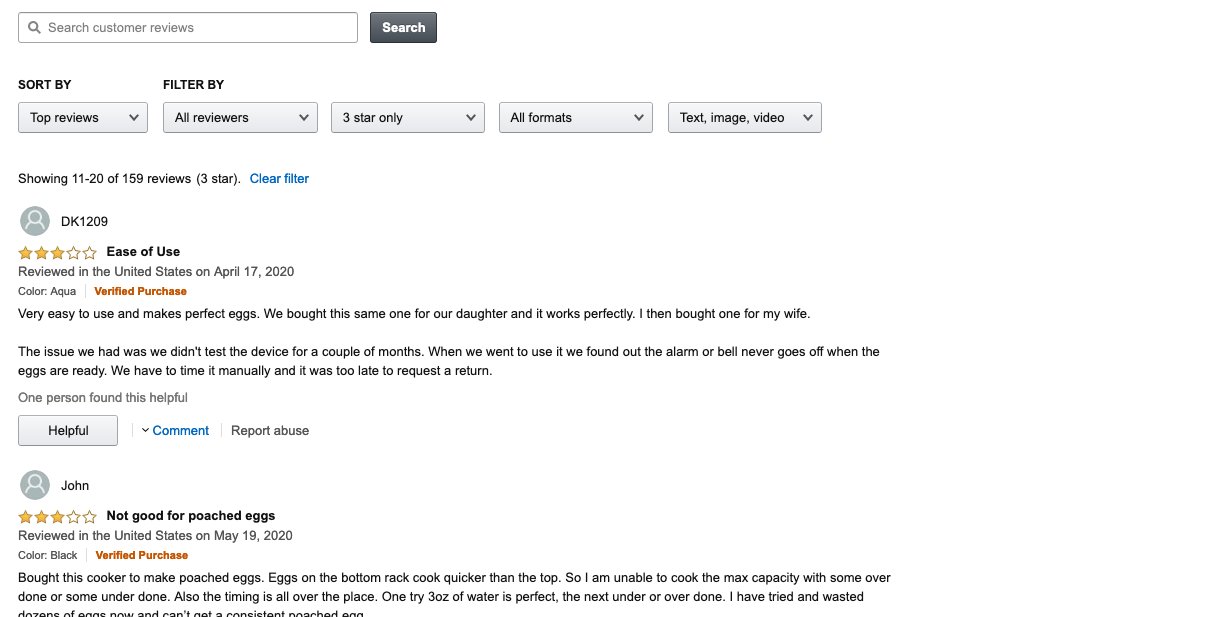 Search customer reviews
Search
SORT BY
FILTER BY
Top reviews
All reviewers
3 star only
All formats
Text, image, video
Showing 11-20 of 159 reviews (3 star). Clear filter
DK1209
Ease of Use
Reviewed in the United States on April 17, 2020
Color: Aqua Verified Purchase
Very easy to use and makes perfect eggs. We bought this same one for our daughter and it works perfectly. I then bought one for my wife.
The issue we had was we didn't test the device for a couple of months. When we went to use it we found out the alarm or bell never goes off when the
eggs are ready. We have to time it manually and it was too late to request a return.
One person found this helpful
Helpful
Comment
Report abuse
John
Not good for poached eggs
Reviewed in the United States on May 19, 2020
Color: Black Verified Purchase
Bought this cooker to make poached eggs. Eggs on the bottom rack cook quicker than the top. So I am unable to cook the max capacity with some over
done or some under done. Also the timing is all over the place. One try 3oz of water is perfect, the next under or over done. I have tried and wasted
dozens of eggs now and can't get a consistent poached egg